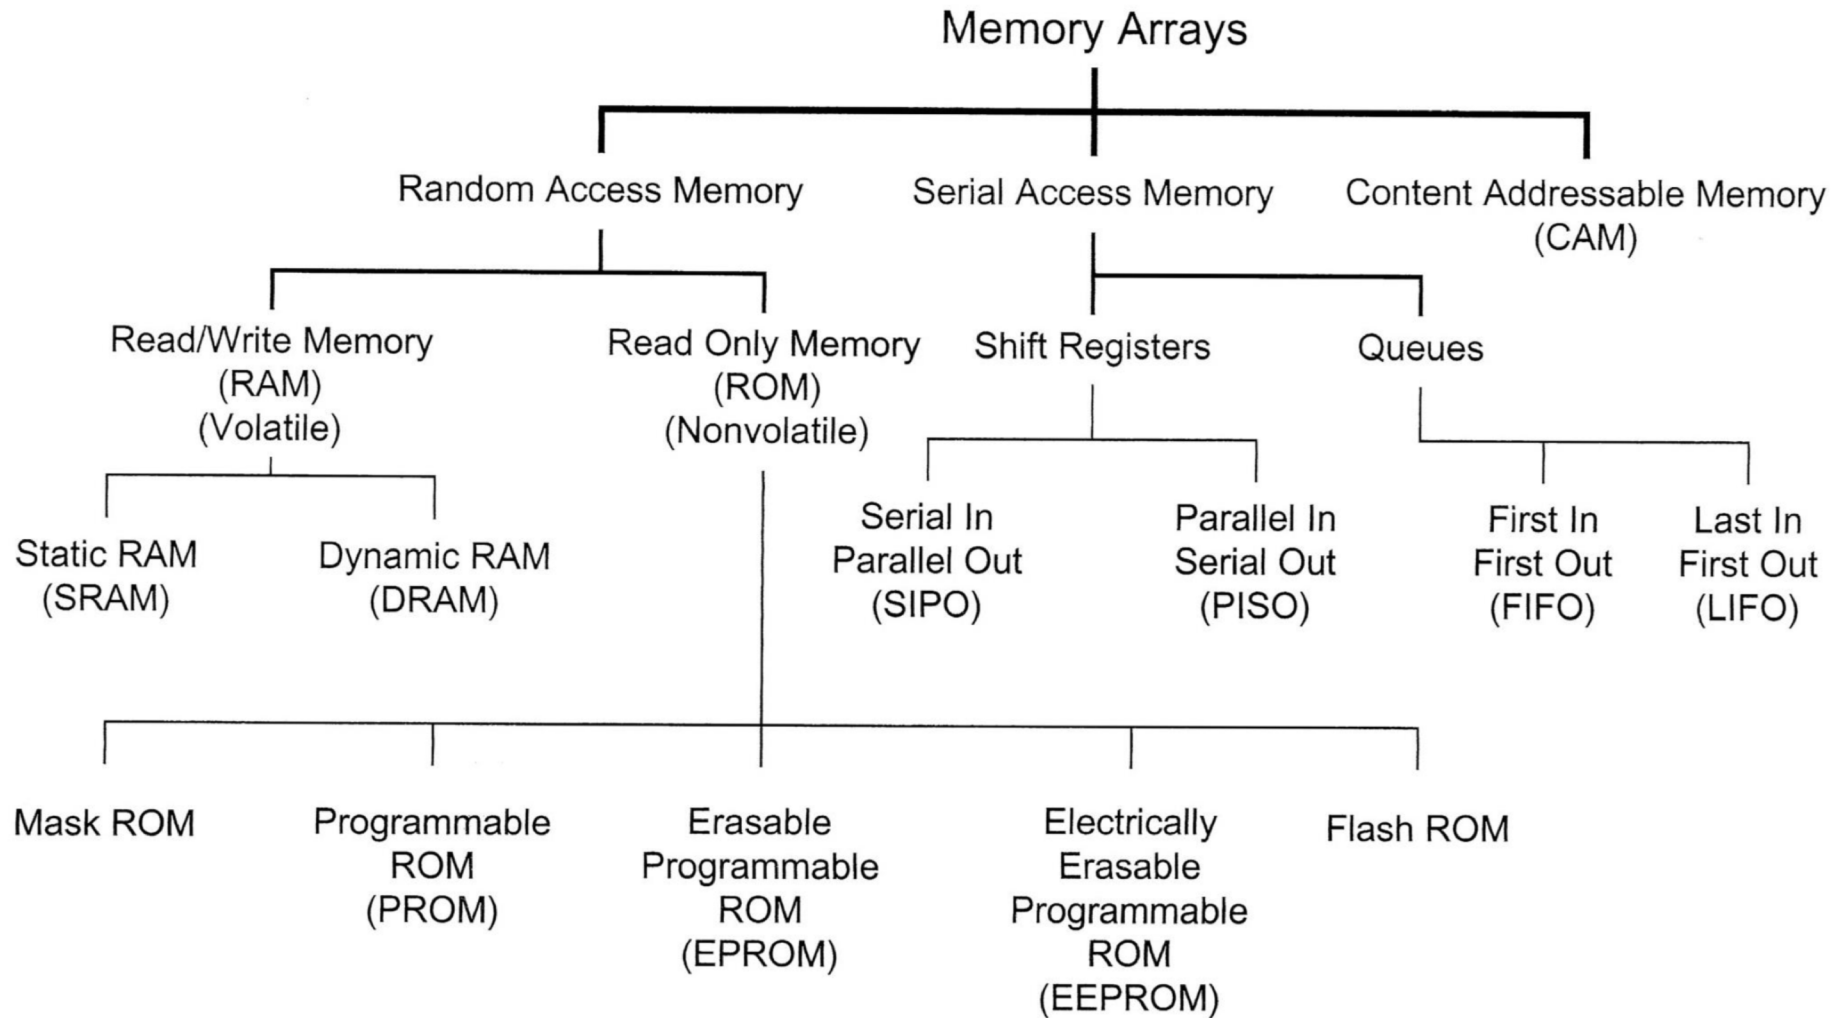 Memory Arrays
Random Access Memory
Serial Access Memory
Content Addressable Memory
(CAM)
Read/Write Memory
(RAM)
(Volatile)
Read Only Memory
(ROM)
(Nonvolatile)
Shift Registers
Queues
Static RAM
(SRAM)
Dynamic RAM
(DRAM)
Serial In
Parallel Out
(SIPO)
Parallel In
Serial Out
(PISO)
First In
First Out
(FIFO)
Last In
First Out
(LIFO)
Mask ROM
Programmable
ROM
(PROM)
Erasable
Programmable
ROM
(EPROM)
Electrically
Erasable
Programmable
ROM
(EEPROM)
Flash ROM